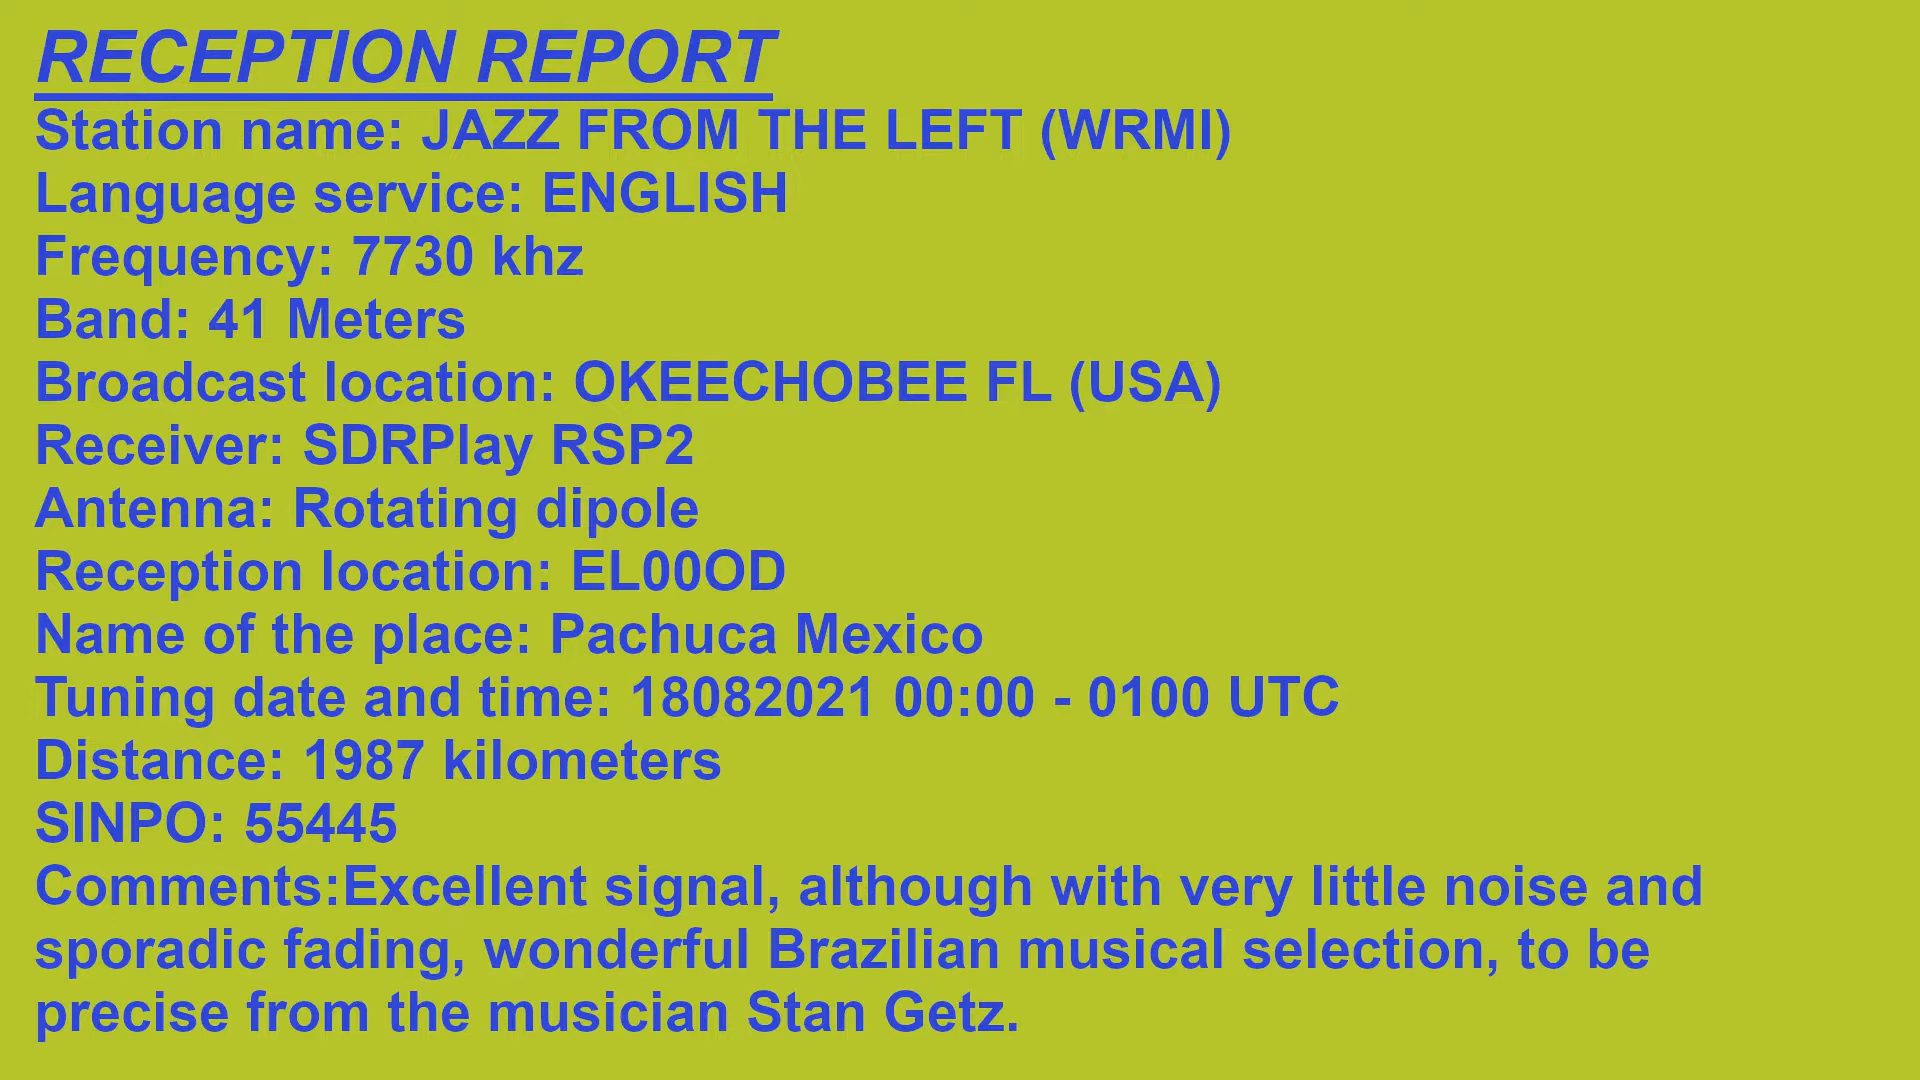 RECEPTION REPORT
Station name: JAZZ FROM THE LEFT (WRMI)
Language service: ENGLISH
Frequency: 7730 khz
Band: 41 Meters
Broadcast location: OKEECHOBEE FL (USA)
Receiver: SDRPlay RSP2
Antenna: Rotating dipole
Reception location: EL00OD
Name of the place: Pachuca Mexico
Tuning date and time: 18082021 00:00 - 0100 UTC
Distance: 1987 kilometers
SINPO: 55445
Comments:Excellent signal, although with very little noise and
sporadic fading, wonderful Brazilian musical selection, to be
precise from the musician Stan Getz.